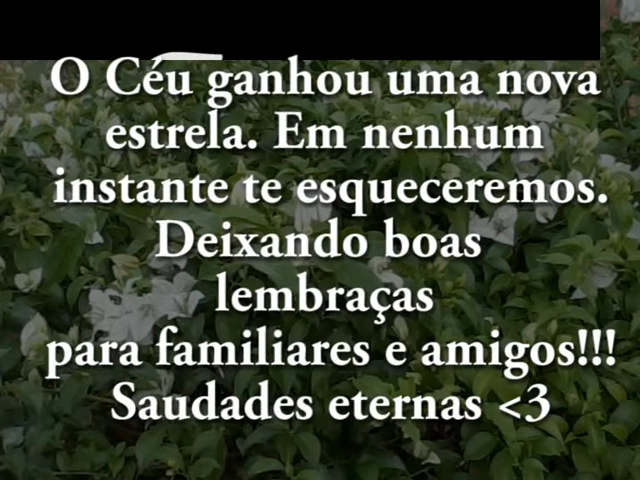 O Céu ganhou uma nova
estrela. Em nenhum
instante te esqueceremos.
Deixando boas
lembraças
para familiares e amigos!!!
Saudades eternas <3